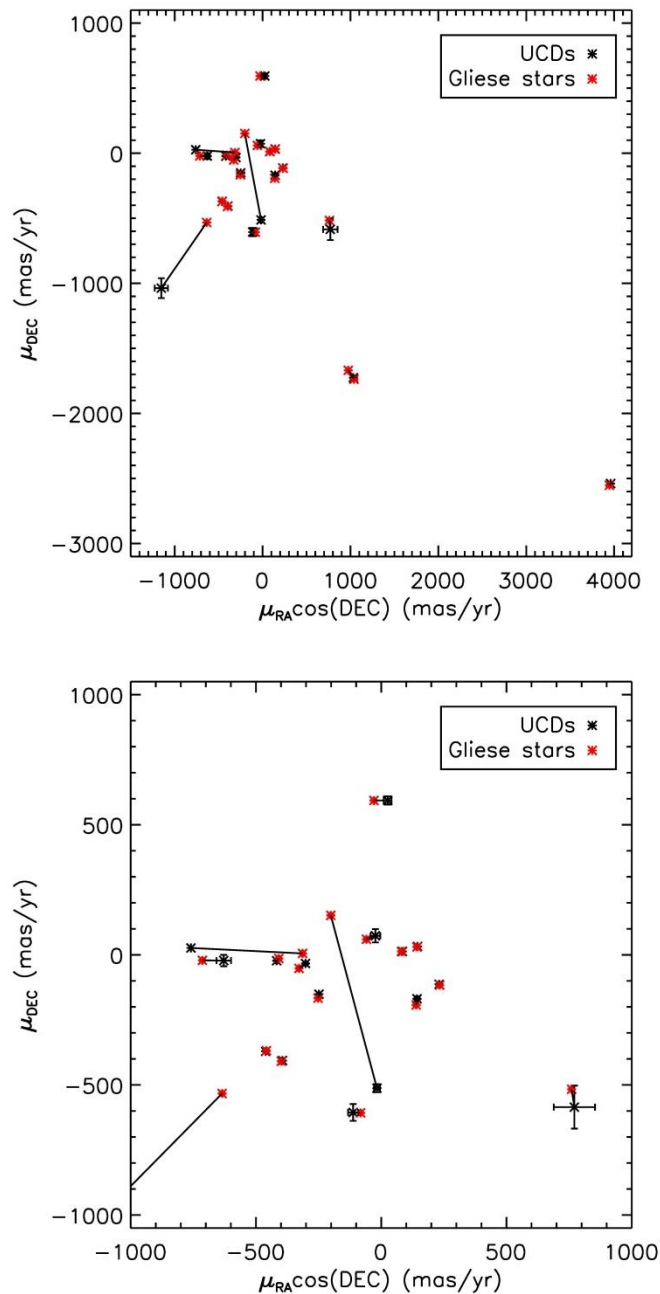 1000
0
−1000
−2000
−3000
μDEC (mas/yr)
UCDs
Gliese stars
−1000 0 1000 2000 3000 4000
μRAcos(DEC) (mas/yr)
1000
500
0
−500
−1000
μDEC (mas/yr)
UCDs
Gliese stars
−1000 −500 0 500 1000
μRAcos(DEC) (mas/yr)